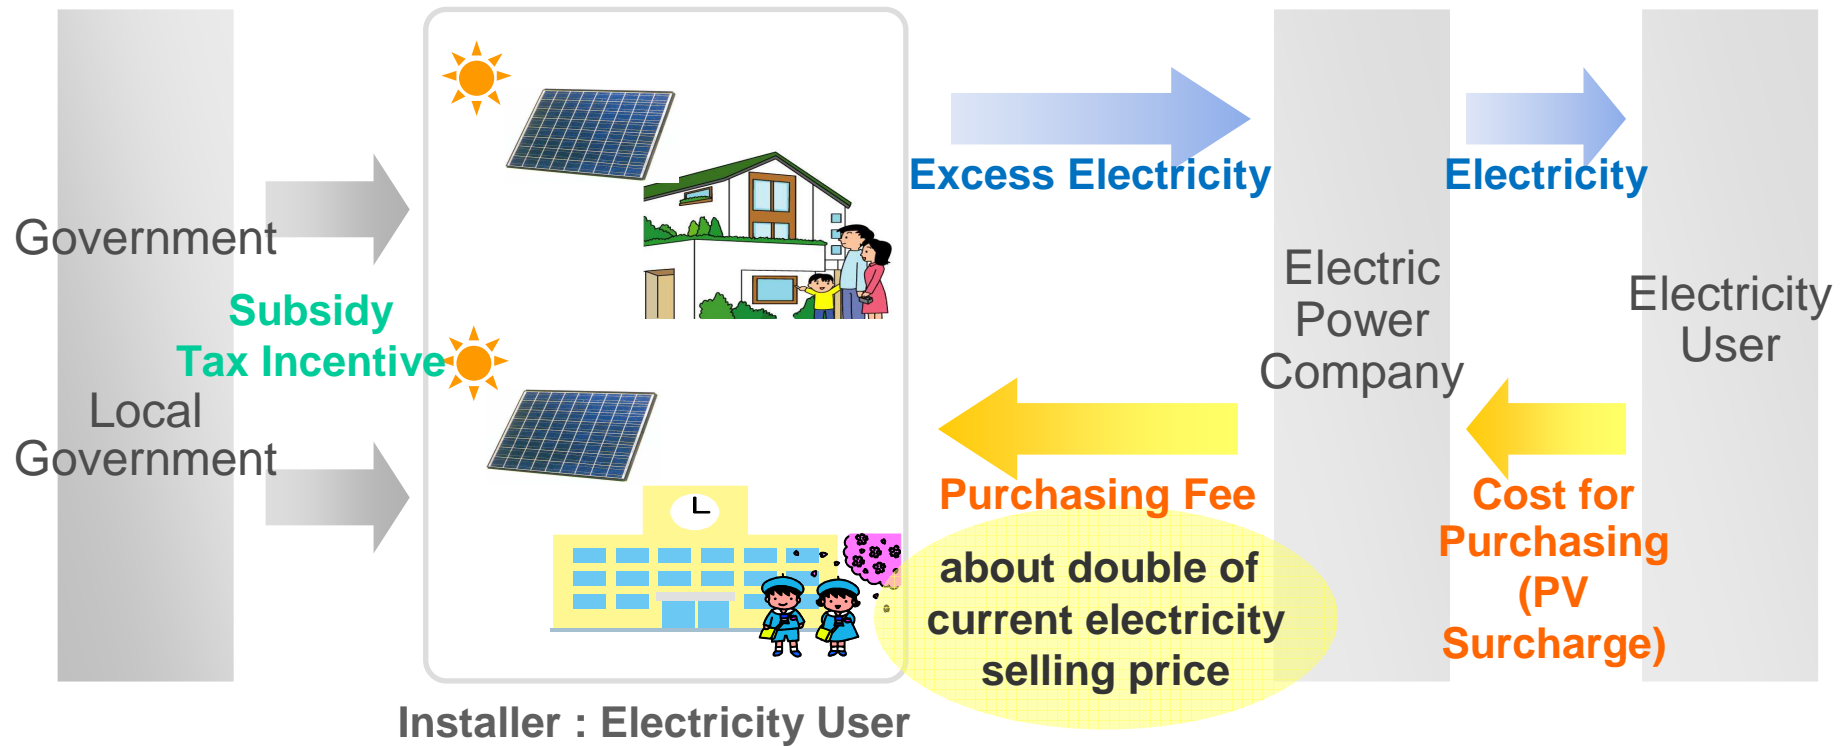 Government
Local
Government
Subsidy
Tax Incentive
Installer : Electricity User
Excess Electricity
Purchasing Fee
about double of
current electricity
selling price
Electric
Power
Company
Electricity
Cost for
Purchasing
(PV
Surcharge)
Electricity
User